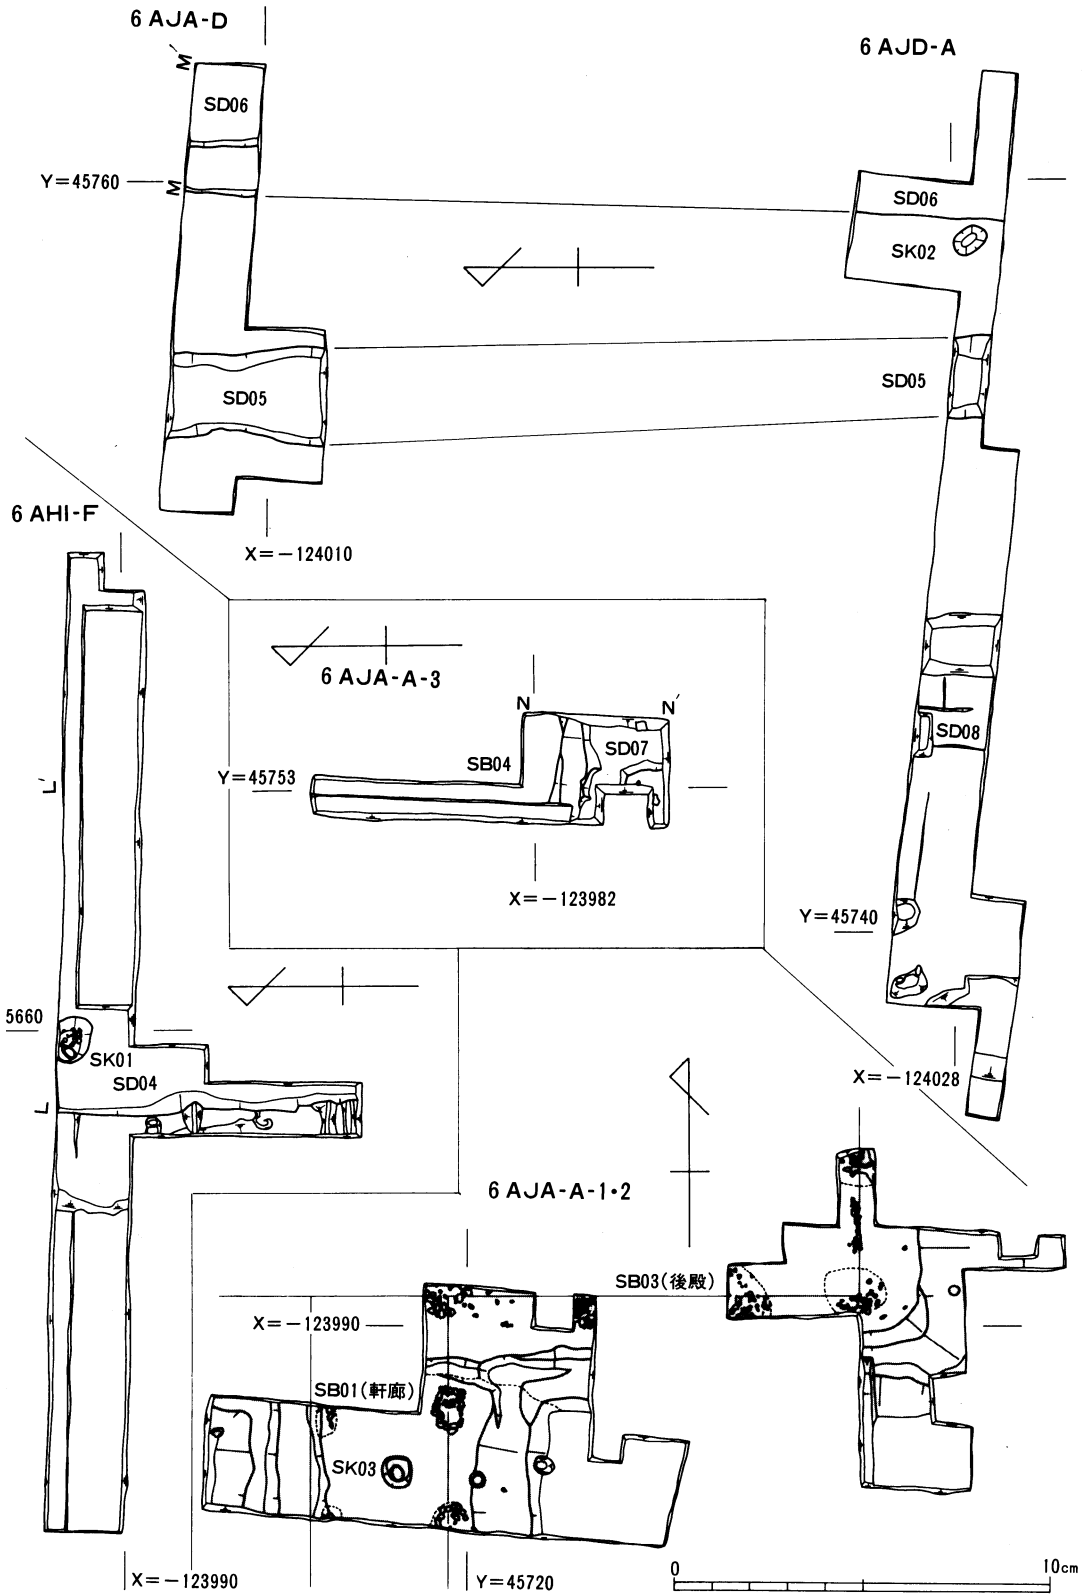 6 AJA-D
M′
SD06
Y=45760
M
SD05
X=-124010
6 AJD-A
SD06
SK02
SD05
SD08
Y=45740
X=-124028
6 AHI-F
L′
5660
SK01
SD04
L
X=-123990
6 AJA-A-3
N
N′
SB04
SD07
Y=45753
X=-123982
6 AJA-A-1・2
SB03(後殿)
X=-123990
SB01(軒廊)
SK03
Y=45720
0
10cm